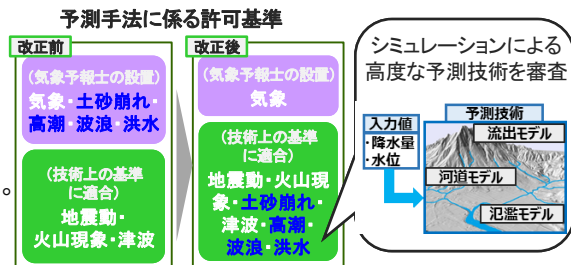 予測手法に係る許可基準
改正前
(気象予報士の設置)
気象・土砂崩れ・
高潮・波浪・洪水
(技術上の基準
に適合)
地震動・
火山現象・津波
。
改正後
(気象予報士の設置)
気象
(技術上の基準
に適合)
地震動・火山現
象・土砂崩れ・
津波・高潮・
波浪・洪水
シミュレーションによる
高度な予測技術を審査
入力値
・降水量
・水位
予測技術
流出モデル
河道モデル
氾濫モデル